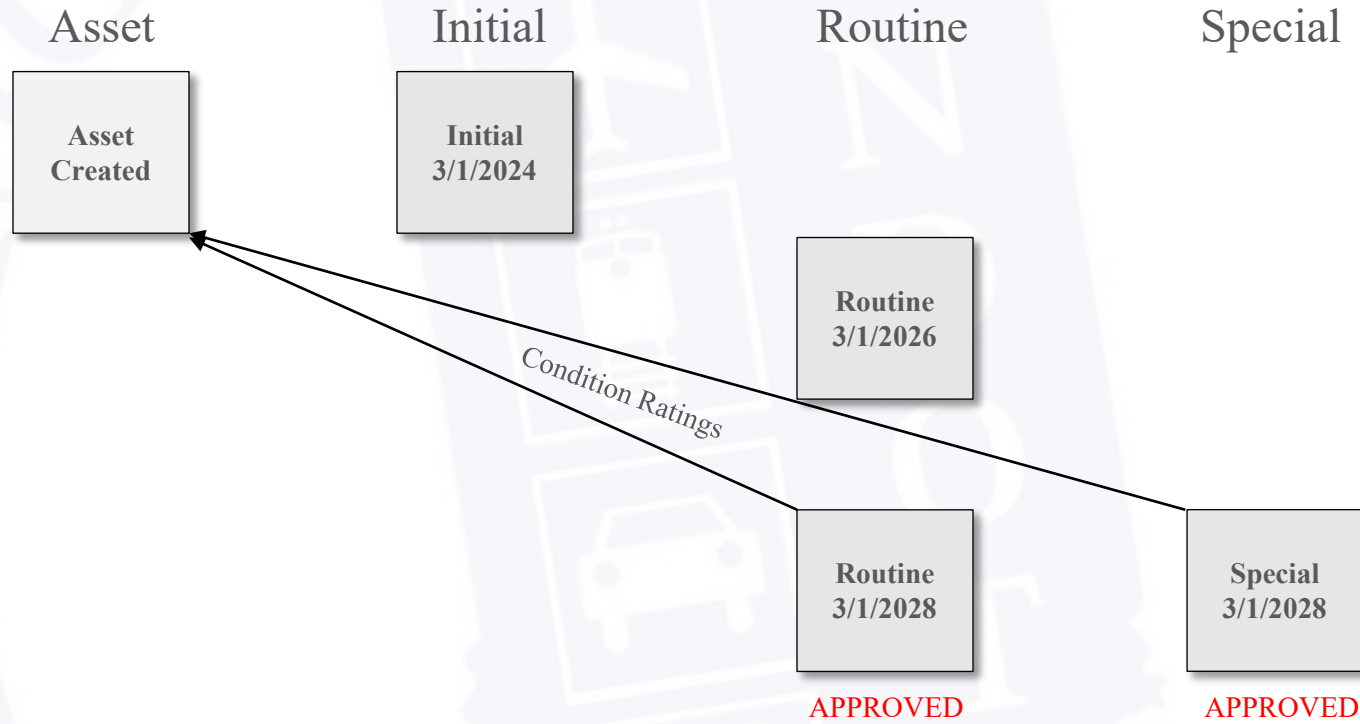 Asset
Initial
Routine
Special
Asset
Created
Initial
3/1/2024
Routine
3/1/2026
Condition Ratings
Routine
3/1/2028
Special
3/1/2028
APPROVED
APPROVED
N
D
O
T